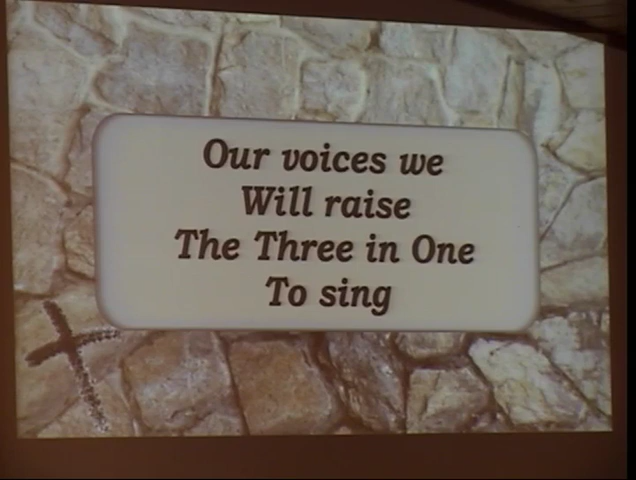 Our voices we
Will raise
The Three in One
To sing